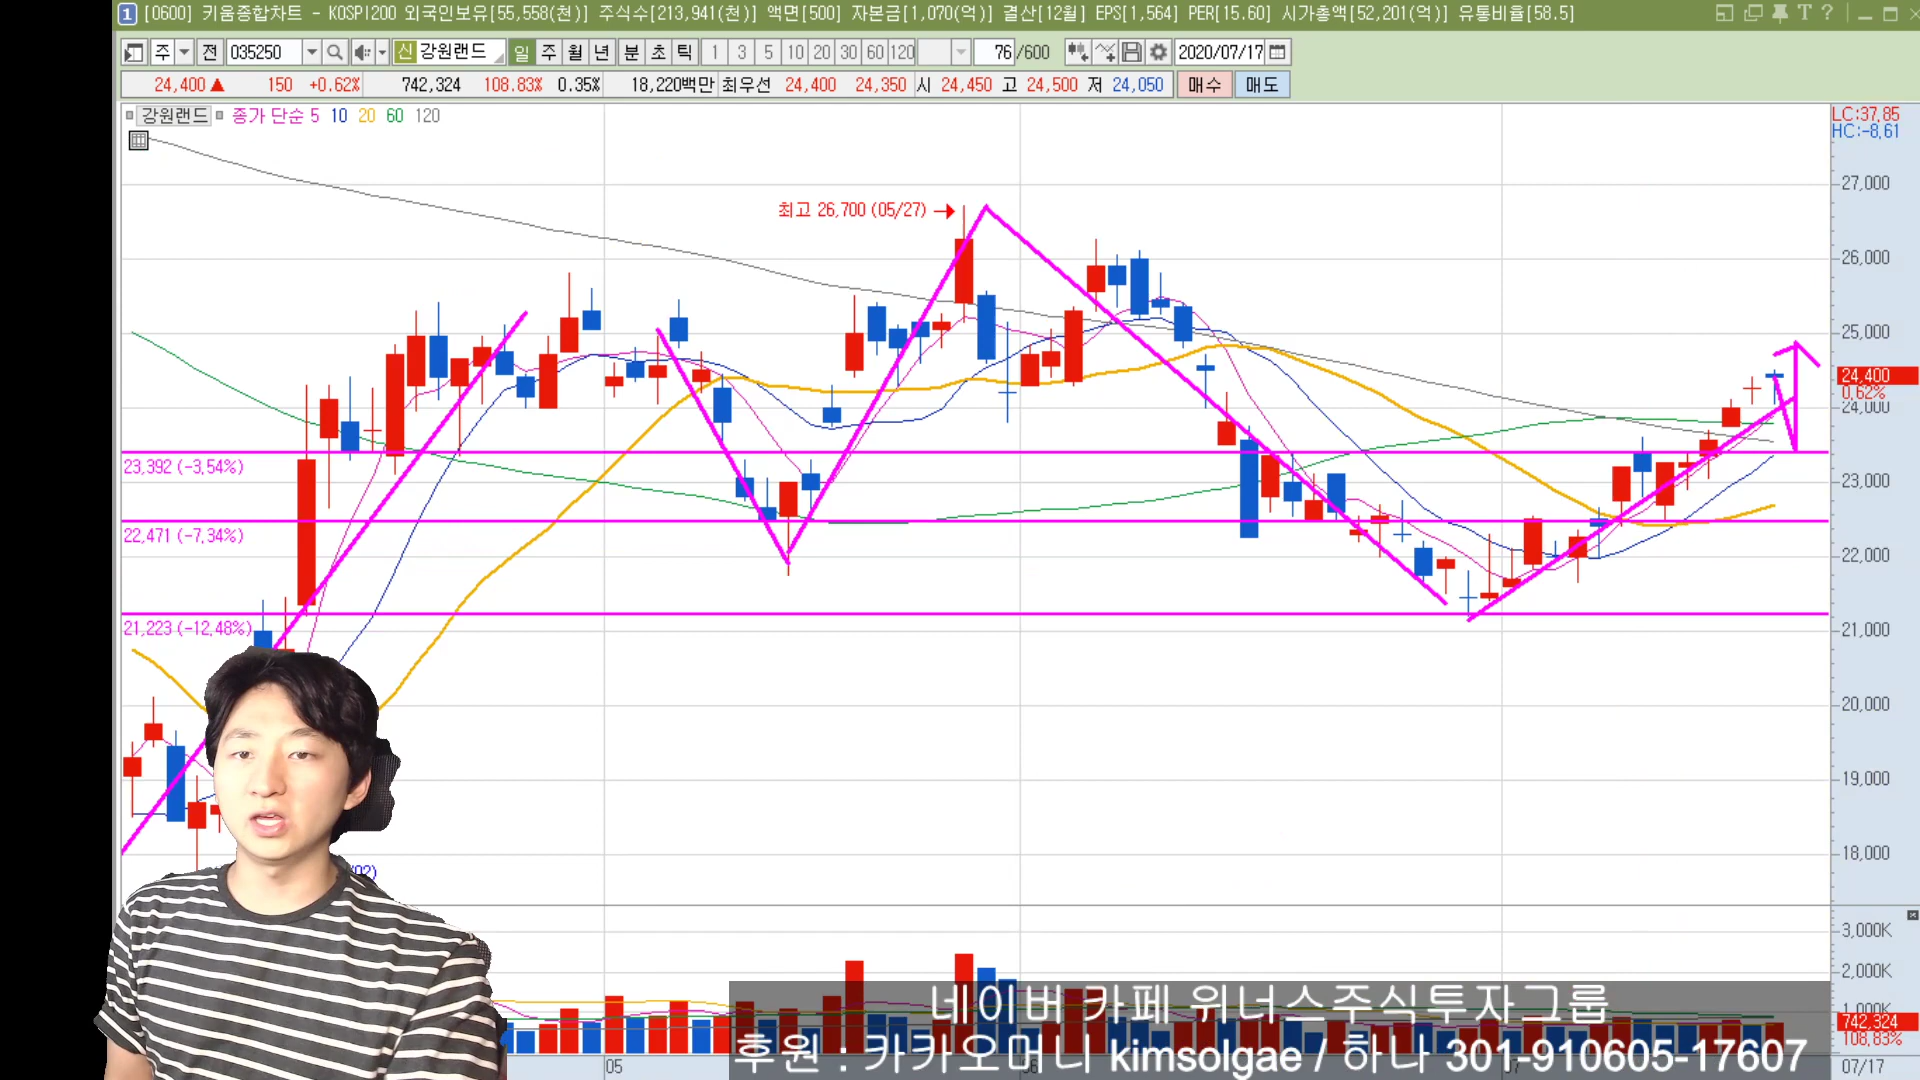 1 [0600] 키움종합차트 - KOSPI200 외국인보유[55,558(천)] 주식수[213,941(천)] 액면[500] 자본금[1,070(억)] 결산[12월] EPS[1,564] PER[15.60] 시가총액[52,201(억)] 유통비율[58.5]
주 전 035250 신 강원랜드 일 주 월 년 분 초 틱 1 3 5 10 20 30 60 120 76 /600 2020/07/17
24,400 ▲ 150 +0.62% 742,324 108.83% 0.35% 18,220백만 최우선 24,400 24,350 시 24,450 고 24,500 저 24,050 매수 매도
강원랜드 종가 단순 5 10 20 60 120
LC:37,85
HC:-8,61
27,000
최고 26,700 (05/27)
26,000
25,000
24,400
0.62%
24,000
23,392 (-3,54%)
23,000
22,471 (-7,34%)
22,000
21,223 (-12,48%)
21,000
20,000
19,000
18,000
3,000K
2,000K
1,000K
742,324
108,83%
네이버 카페 위너스주식투자그룹
후원 : 카카오머니 kimsolgae / 하나 301-910605-17607
05
07/17